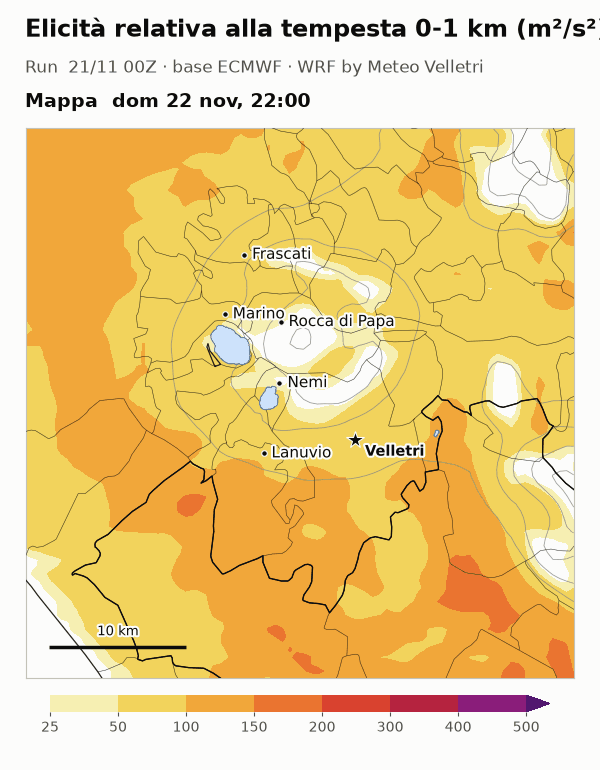 Elicità relativa alla tempesta 0-1 km (m²/s²)
Run  21/11 00Z · base ECMWF · WRF by Meteo Velletri
Mappa  dom 22 nov, 22:00
Frascati
Marino
Rocca di Papa
Nemi
Velletri
Lanuvio
10 km
25 50 100 150 200 300 400 500